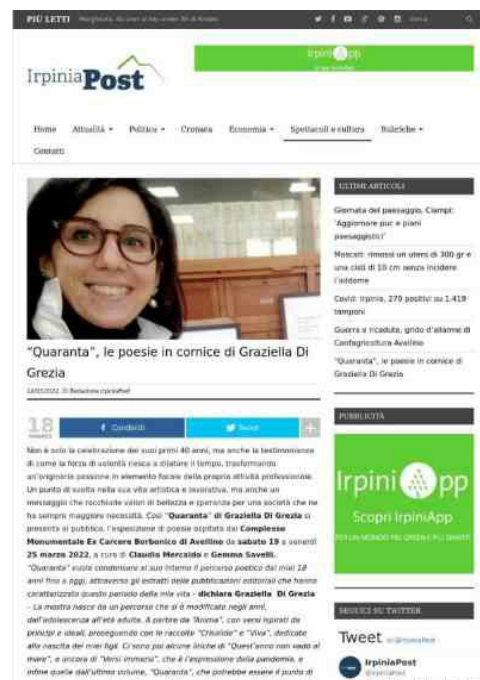 PIÙ LETTI
IrpiniaPost
Irpini pp
Home Attualità Politica Cronaca Economia Spettacoli e cultura Rubriche
Contatti
"Quaranta", le poesie in cornice di Graziella Di
Grezia
18
Condividi
Tweet
Non è solo la celebrazione dei suoi primi 40 anni, ma anche la testimonianza
di come la forza di volontà riesca a dilatare il tempo, trasformando
un'originaria passione in elemento focale della propria attività professionale.
Un punto di svolta nella sua vita artistica e lavorativa, ma anche un
messaggio che racchiude valori di bellezza e speranza per una società che ne
ha sempre maggiore necessità. Così "Quaranta" di Graziella Di Grezia si
presenta al pubblico, l'esposizione di poesie ospitata dal Complesso
Monumentale Ex Carcere Borbonico di Avellino da sabato 19 a venerdì
25 marzo 2022, a cura di Claudia Mercaldo e Gemma Savelli.
"Quaranta" vuole condensare al suo interno il percorso poetico dai miei 18
anni fino a oggi, attraverso gli estratti delle pubblicazioni editoriali che hanno
caratterizzato questo periodo della mia vita – dichiara Graziella Di Grezia
– La mostra nasce da un percorso che si è modificato negli anni,
dall'adolescenza all'età adulta. A partire da "Anima", con versi ispirati da
principi e ideali, proseguendo con le raccolte "Crisalide" e "Viva", dedicate
alla nascita dei miei figli. Ci sono poi alcune liriche di "Quest'anno non vado al
mare", e ancora di "Versi immersi", che è l'espressione della pandemia, e
infine quelle dall'ultimo volume, "Quaranta", che potrebbe essere il punto di
ULTIMI ARTICOLI
Giornata del paesaggio, Ciampi:
"Aggiornare puc e piani
paesaggistici"
Moscati: rimossi un utero di 300 gr e
una cisti di 10 cm senza incidere
l'addome
Covid: Irpinia, 270 positivi su 1.419
tamponi
Guerra e ricadute, grido d'allarme di
Confagricoltura Avellino
"Quaranta", le poesie in cornice di
Graziella Di Grezia
PUBBLICITÀ
Irpini pp
Scopri IrpiniApp
PER UN MONDO PIÙ GREEN E PIÙ SMART!
SEGUICI SU TWITTER
Tweet
IrpiniaPost